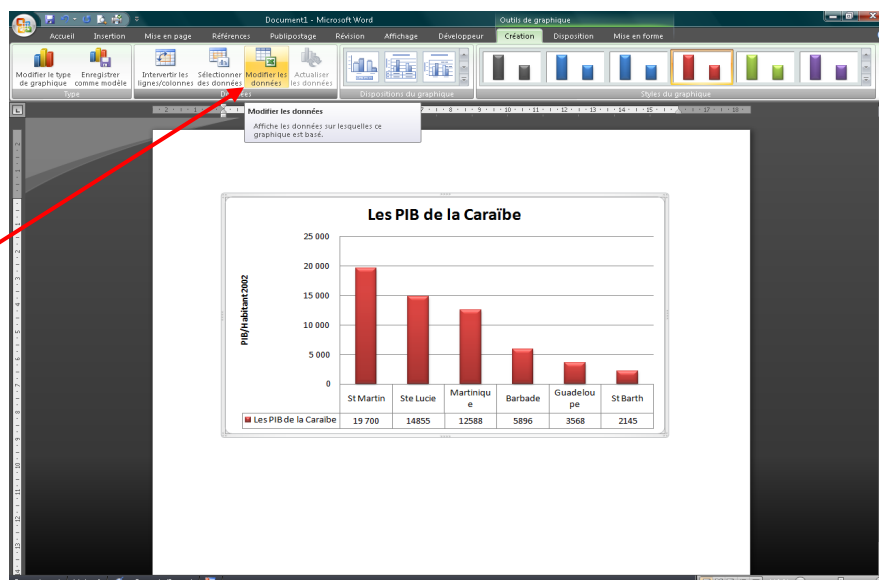 Document1 - Microsoft Word
Outils de graphique
Accueil Insertion Mise en page Références Publipostage Révision Affichage Développeur Création Disposition Mise en forme
Modifier le type Enregistrer Intervertir les Sélectionner Modifier les Actualiser
de graphique comme modèle lignes/colonnes des données données les données
Type Dispositions du graphique Styles du graphique
Modifier les données
Affiche les données sur lesquelles ce
graphique est basé.
Les PIB de la Caraïbe
PIB/Habitant 2002
25 000
20 000
15 000
10 000
5 000
0
St Martin Ste Lucie Martiniqu
e Barbade Guadelou
pe St Barth
Les PIB de la Caraïbe 19 700 14855 12588 5896 3568 2145